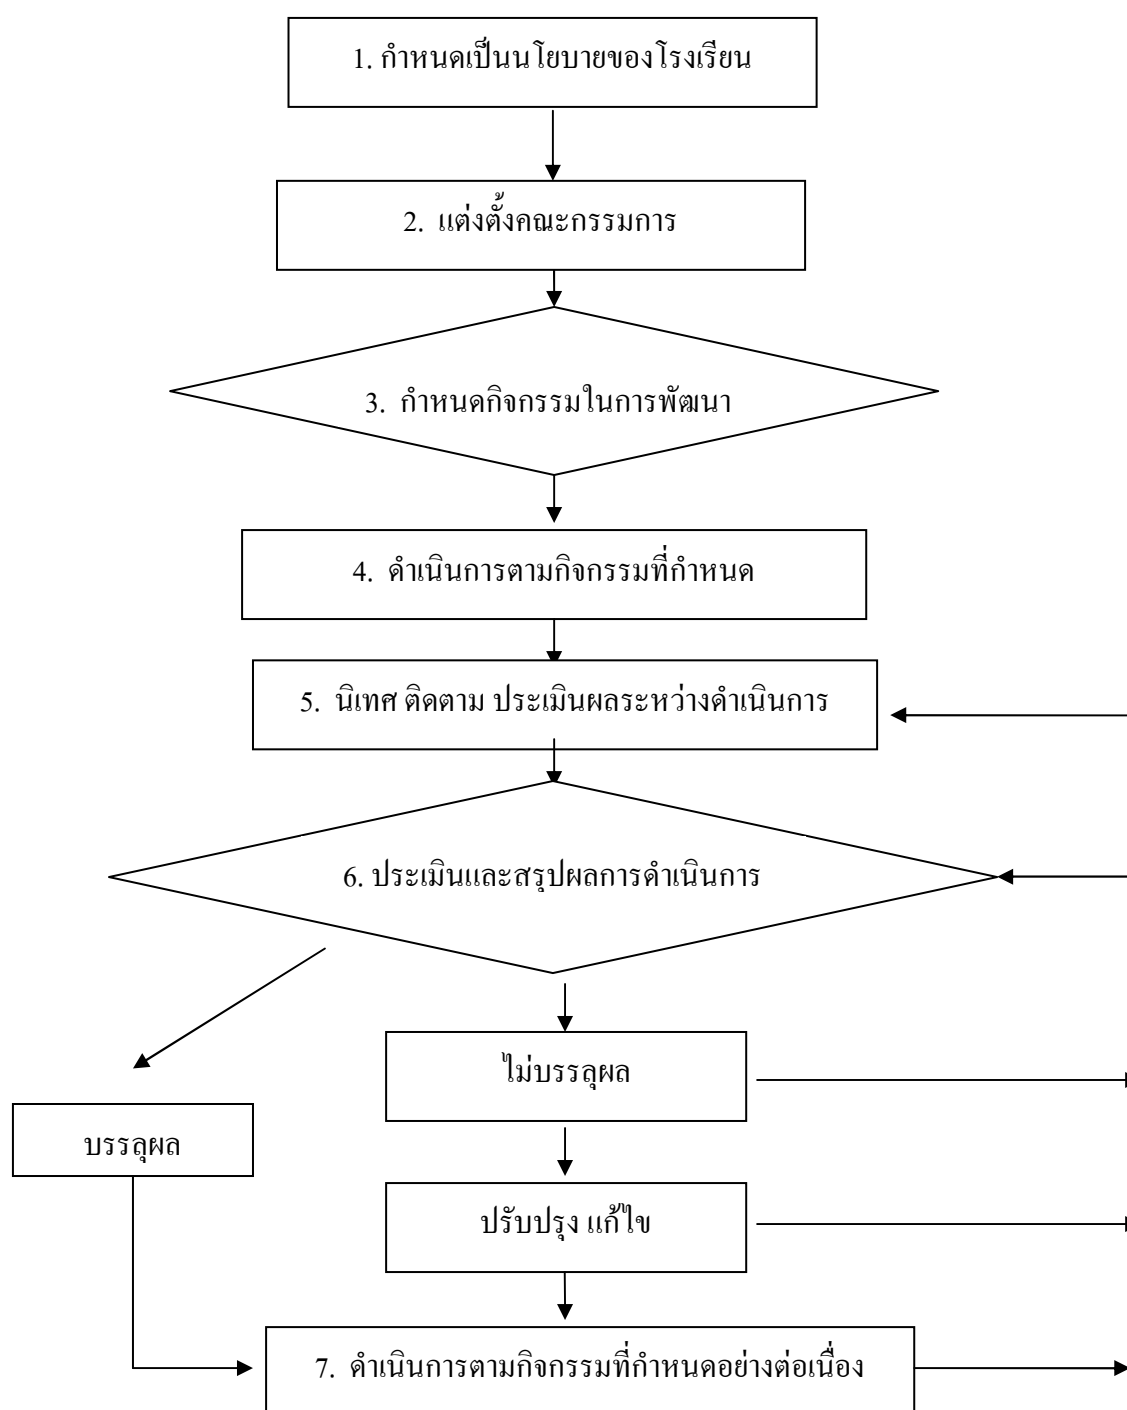 1. กำหนดเป็นนโยบายของโรงเรียน
2. แต่งตั้งคณะกรรมการ
3. กำหนดกิจกรรมในการพัฒนา
4. ดำเนินการตามกิจกรรมที่กำหนด
5. นิเทศ ติดตาม ประเมินผลระหว่างดำเนินการ
6. ประเมินและสรุปผลการดำเนินการ
ไม่บรรลุผล
บรรลุผล
ปรับปรุง แก้ไข
7. ดำเนินการตามกิจกรรมที่กำหนดอย่างต่อเนื่อง